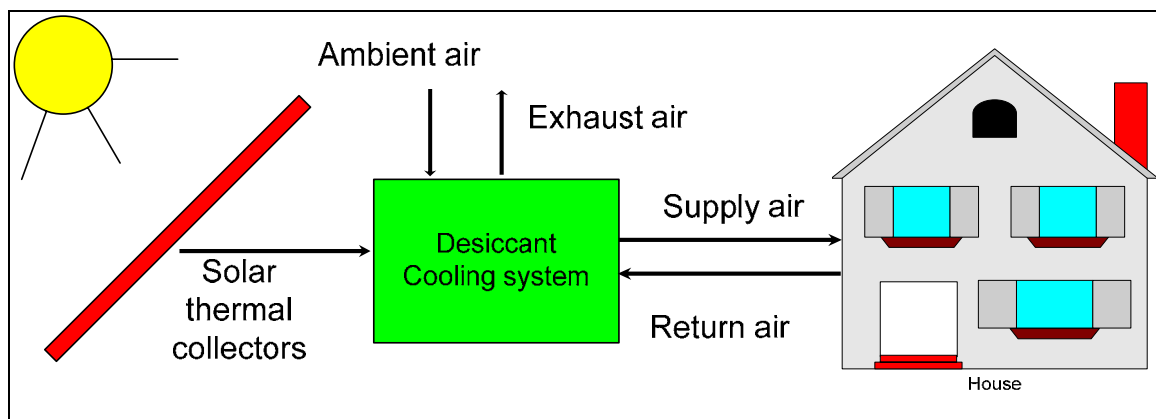 Ambient air
Exhaust air
Supply air
Desiccant
Cooling system
Solar
thermal
collectors
Return air
House